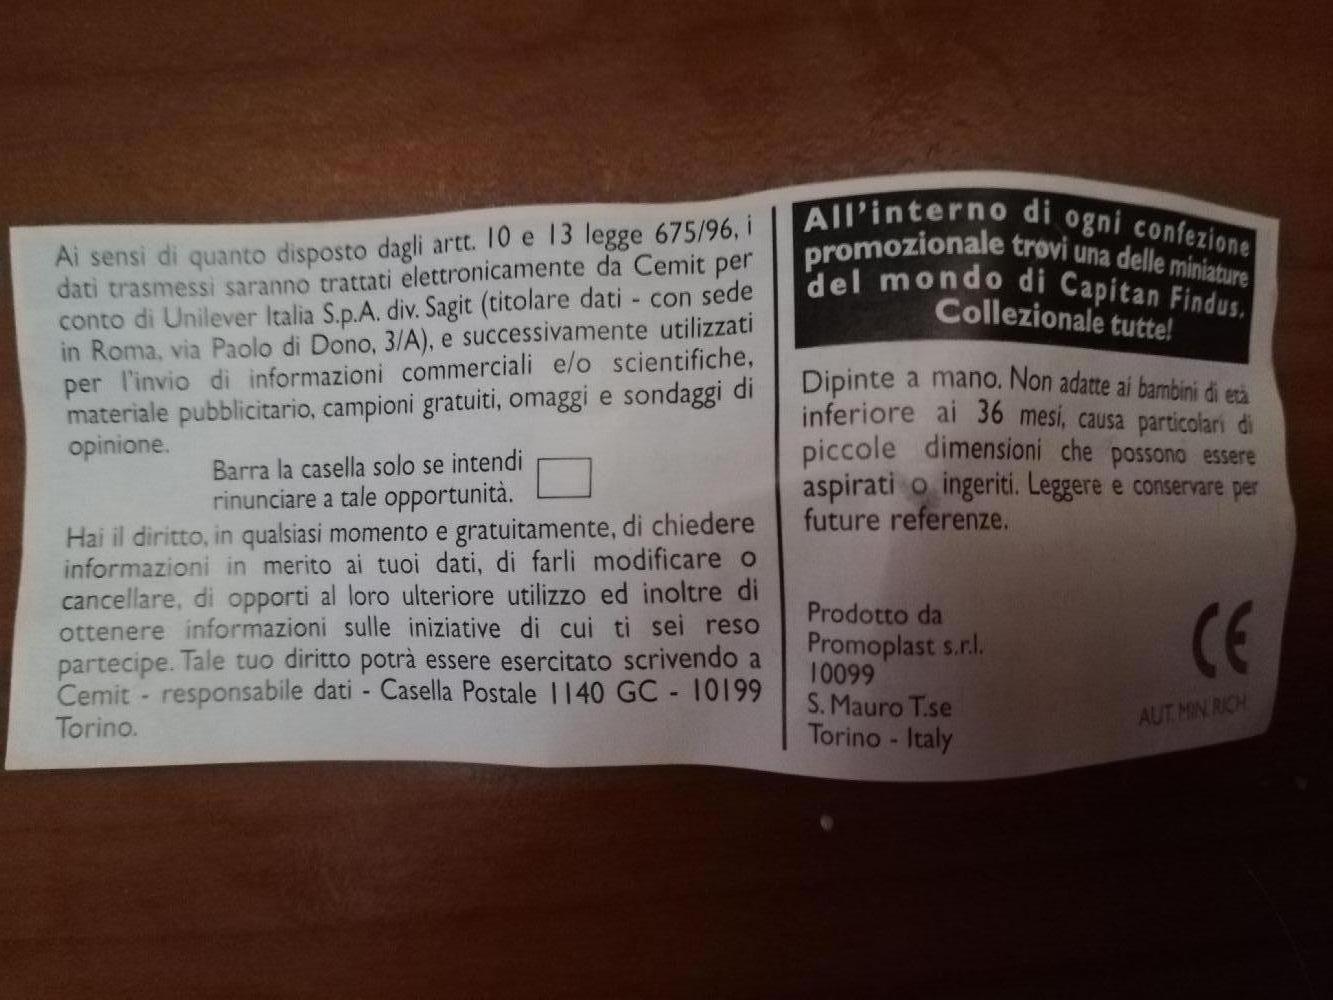 Ai sensi di quanto disposto dagli artt. 10 e 13 legge 675/96, i
dati trasmessi saranno trattati elettronicamente da Cemit per
conto di Unilever Italia S.p.A. div. Sagit (titolare dati - con sede
in Roma, via Paolo di Dono, 3/A), e successivamente utilizzati
per l'invio di informazioni commerciali e/o scientifiche,
materiale pubblicitario, campioni gratuiti, omaggi e sondaggi di
opinione.
Barra la casella solo se intendi
rinunciare a tale opportunità.
Hai il diritto, in qualsiasi momento e gratuitamente, di chiedere
informazioni in merito ai tuoi dati, di farli modificare o
cancellare, di opporti al loro ulteriore utilizzo ed inoltre di
ottenere informazioni sulle iniziative di cui ti sei reso
partecipe. Tale tuo diritto potrà essere esercitato scrivendo a
Cemit - responsabile dati - Casella Postale 1140 GC - 10199
Torino.
All'interno di ogni confezione
promozionale trovi una delle miniature
del mondo di Capitan Findus.
Collezionale tutte!
Dipinte a mano. Non adatte ai bambini di età
inferiore ai 36 mesi, causa particolari di
piccole dimensioni che possono essere
aspirati o ingeriti. Leggere e conservare per
future referenze.
Prodotto da
Promoplast s.r.l.
10099
S. Mauro T.se
Torino - Italy
CE
AUT. MIN. RICH.